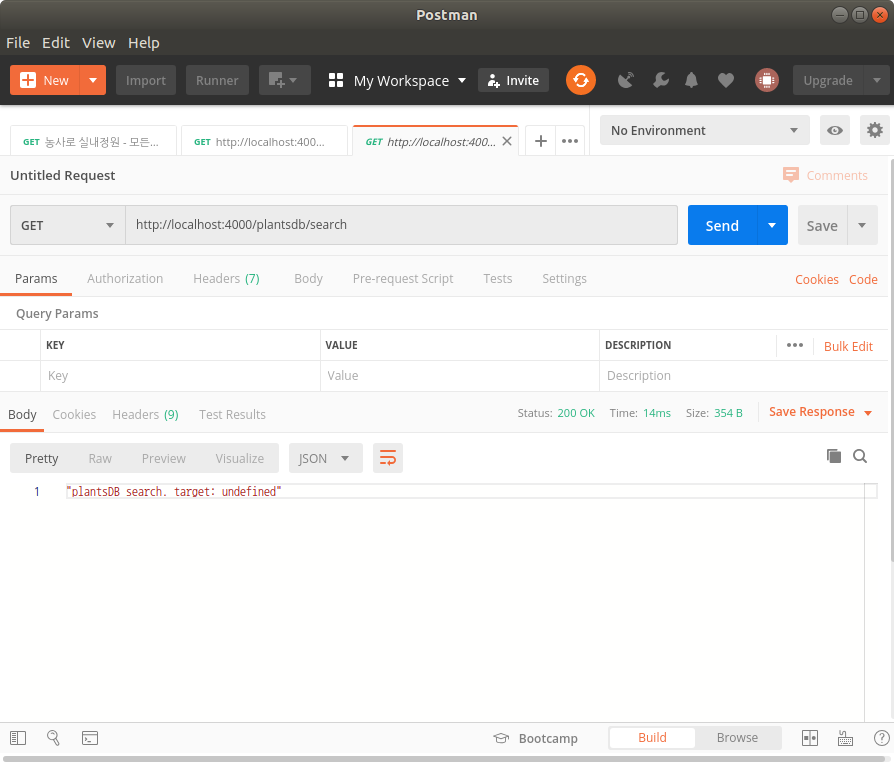 Postman
File Edit View Help
New Import Runner My Workspace Invite Upgrade
GET 농사로 실내정원 - 모든... GET http://localhost:400... GET http://localhost:400... No Environment
Untitled Request Comments
GET http://localhost:4000/plantsdb/search Send Save
Params Authorization Headers (7) Body Pre-request Script Tests Settings Cookies Code
Query Params
KEY VALUE DESCRIPTION Bulk Edit
Key Value Description
Body Cookies Headers (9) Test Results Status: 200 OK Time: 14ms Size: 354 B Save Response
Pretty Raw Preview Visualize JSON
1 "plantsDB search. target: undefined"
Bootcamp Build Browse